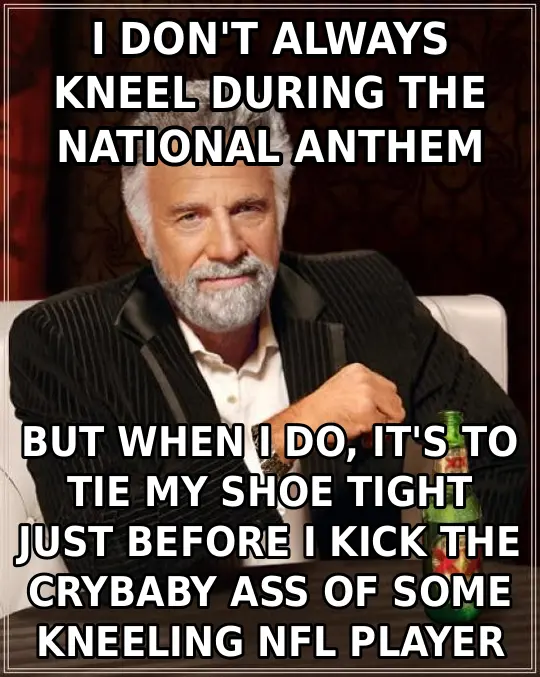 I DON'T ALWAYS
KNEEL DURING THE
NATIONAL ANTHEM
BUT WHEN I DO, IT'S TO
TIE MY SHOE TIGHT
JUST BEFORE I KICK THE
CRYBABY ASS OF SOME
KNEELING NFL PLAYER